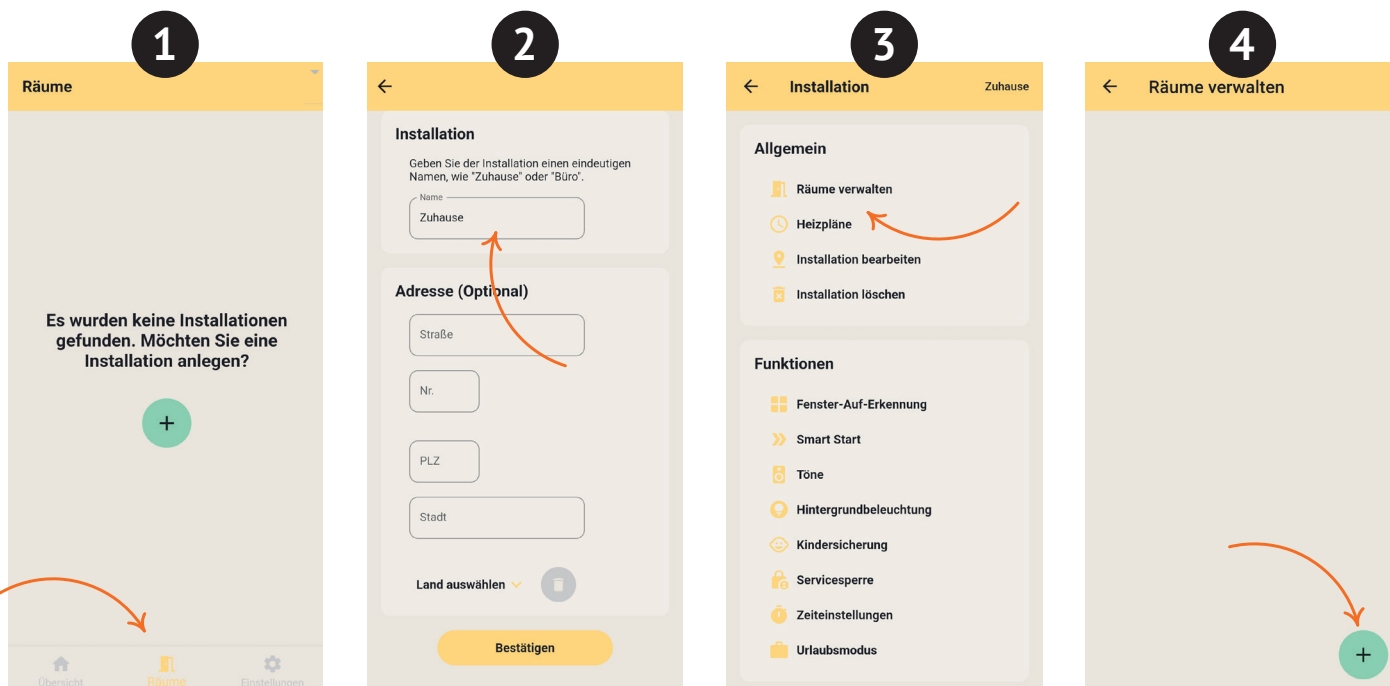 1
Räume
Es wurden keine Installationen
gefunden. Möchten Sie eine
Installation anlegen?
+
Übersicht
Räume
Einstellungen
2
Installation
Geben Sie der Installation einen eindeutigen
Namen, wie "Zuhause" oder "Büro".
Name
Zuhause
Adresse (Optional)
Straße
Nr.
PLZ
Stadt
Land auswählen
Bestätigen
3
Installation
Zuhause
Allgemein
Räume verwalten
Heizpläne
Installation bearbeiten
Installation löschen
Funktionen
Fenster-Auf-Erkennung
Smart Start
Töne
Hintergrundbeleuchtung
Kindersicherung
Servicesperre
Zeiteinstellungen
Urlaubsmodus
4
Räume verwalten
+